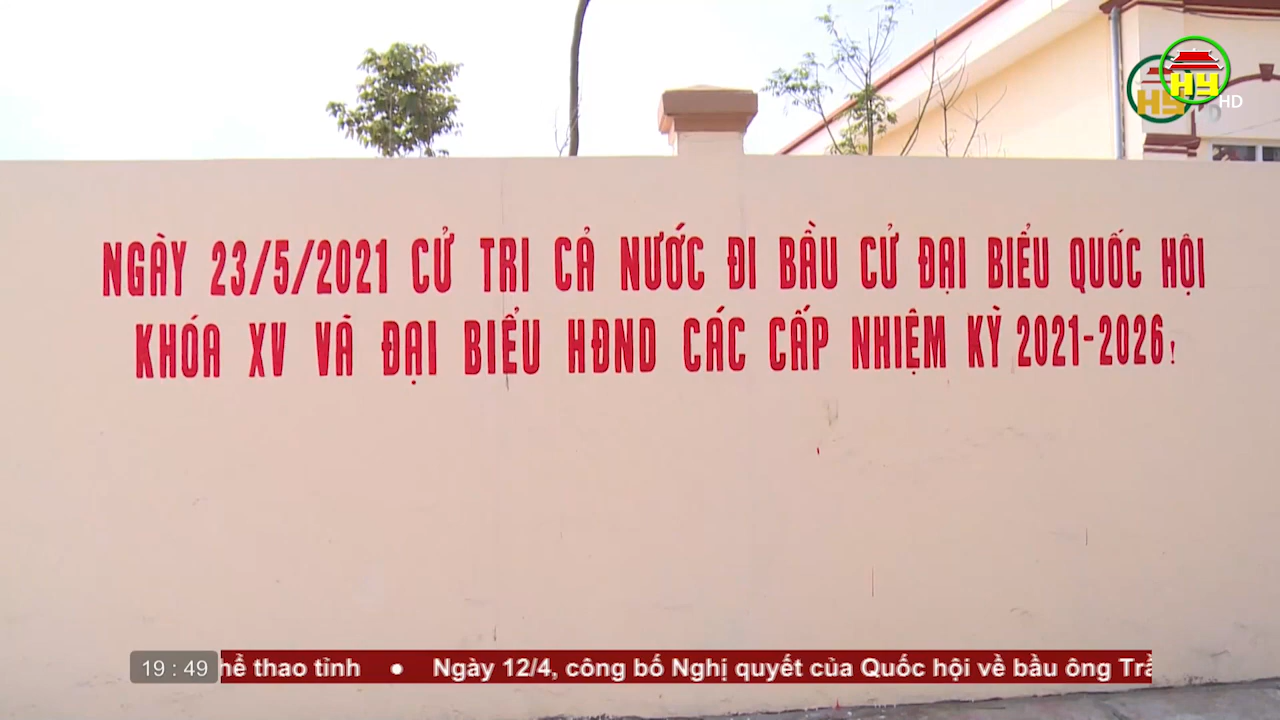 HY
HD
NGÀY 23/5/2021 CỬ TRI CẢ NƯỚC ĐI BẦU CỬ ĐẠI BIỂU QUỐC HỘI
KHÓA XV VÀ ĐẠI BIỂU HĐND CÁC CẤP NHIỆM KỲ 2021-2026!
19 : 49
hể thao tỉnh • Ngày 12/4, công bố Nghị quyết của Quốc hội về bầu ông Trầ